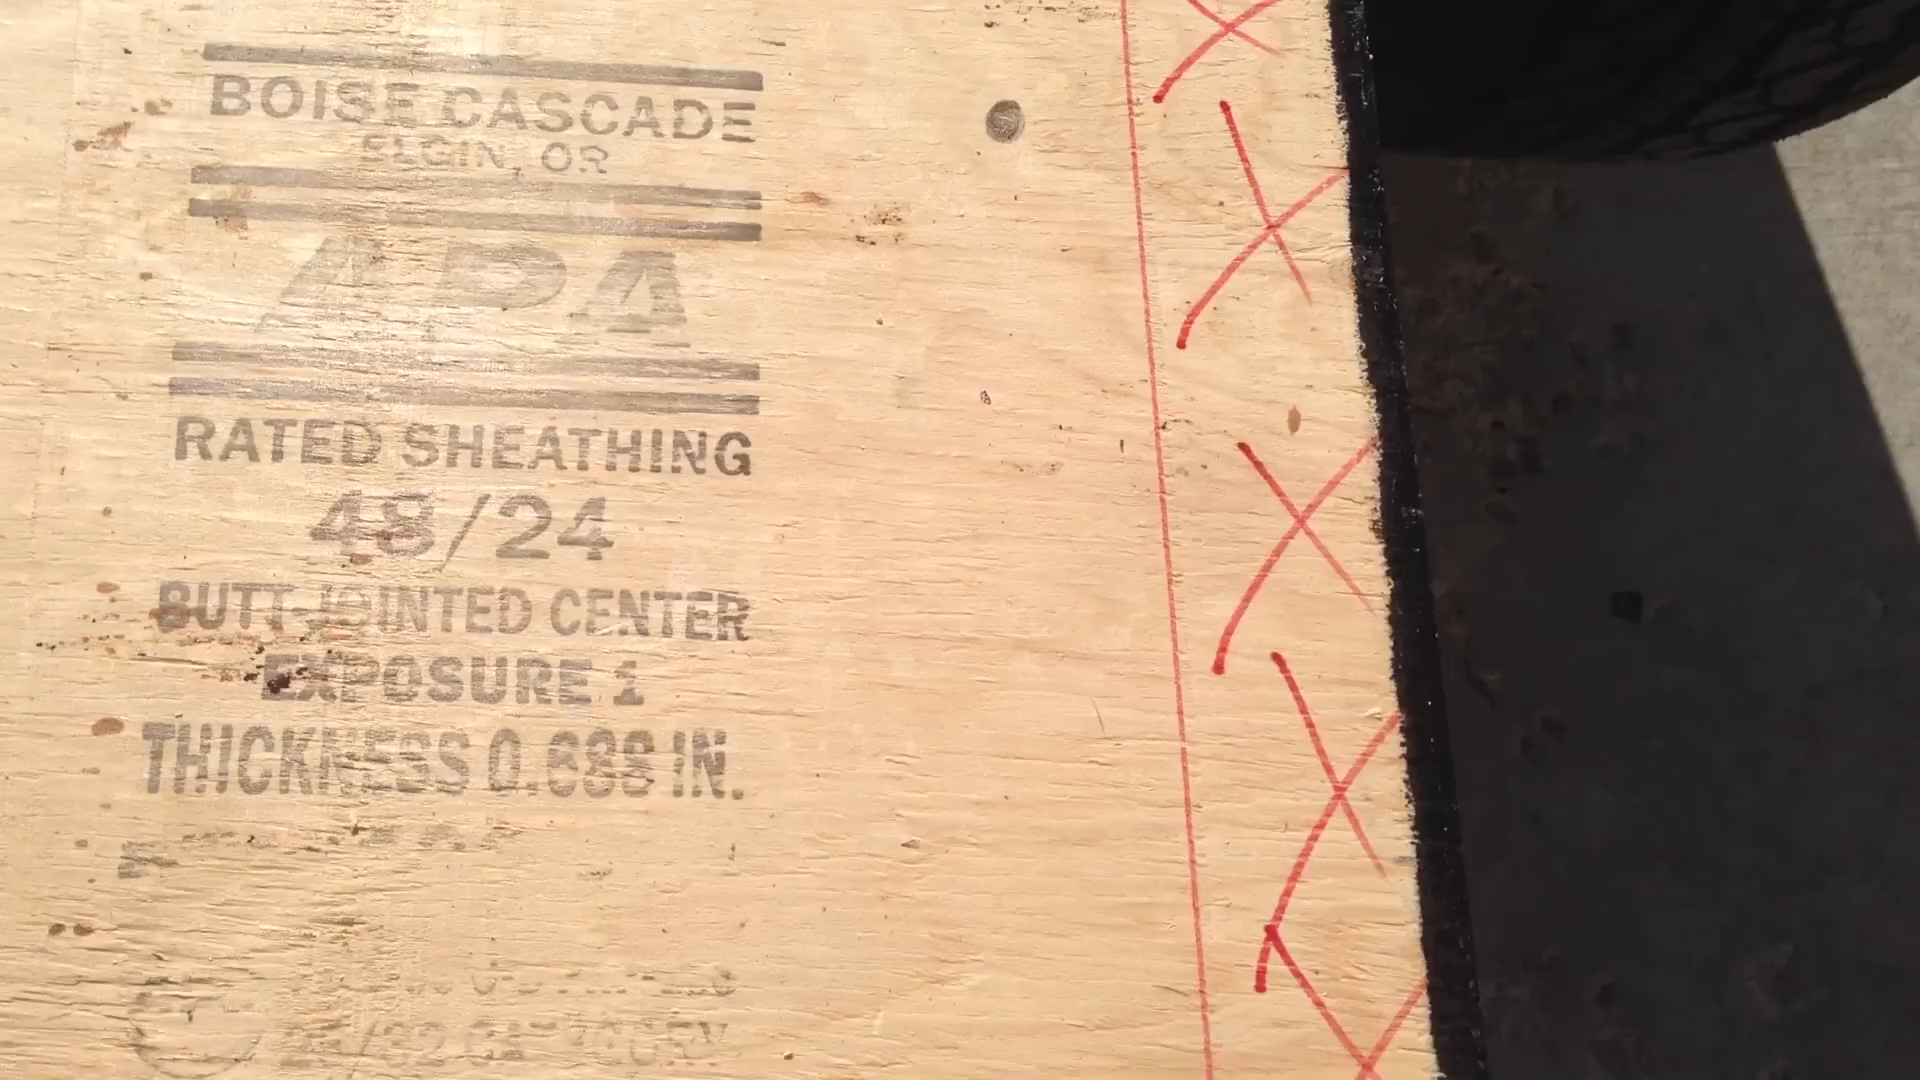 BOISE CASCADE
ELGIN, OR
APA
RATED SHEATHING
48/24
BUTT-JOINTED CENTER
EXPOSURE 1
THICKNESS 0.688 IN.